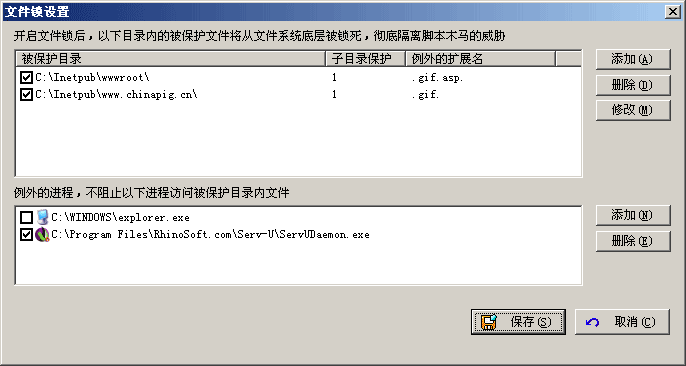 文件锁设置
开启文件锁后，以下目录内的被保护文件将从文件系统底层被锁死，彻底隔离脚本木马的威胁
被保护目录 子目录保护 例外的扩展名
C:\Inetpub\wwwroot\ 1 .gif.asp.
C:\Inetpub\www.chinapig.cn\ 1 .gif.
添加(A)
删除(D)
修改(M)
例外的进程，不阻止以下进程访问被保护目录内文件
C:\WINDOWS\explorer.exe
C:\Program Files\RhinoSoft.com\Serv-U\ServUDaemon.exe
添加(N)
删除(E)
保存(S)
取消(C)